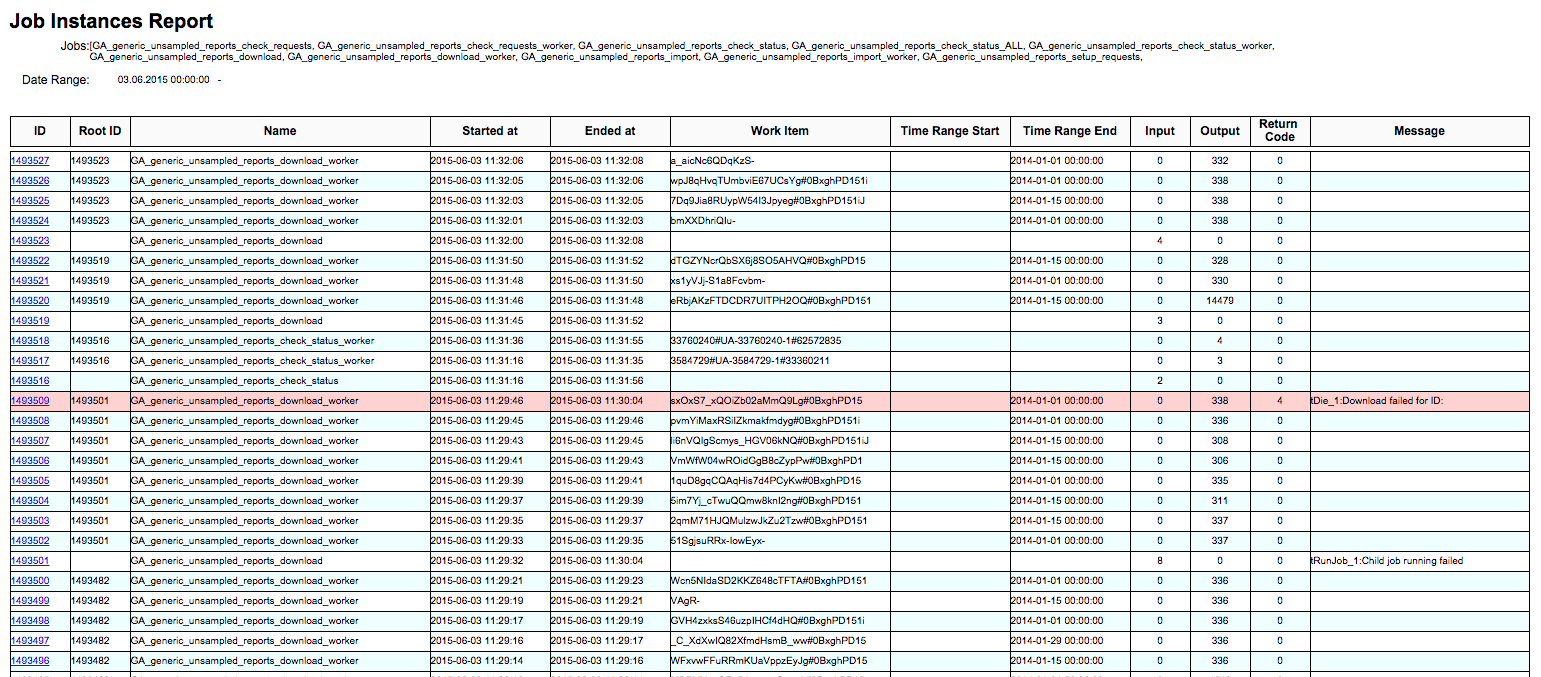 Job Instances Report
Jobs:[GA_generic_unsampled_reports_check_requests, GA_generic_unsampled_reports_check_requests_worker, GA_generic_unsampled_reports_check_status, GA_generic_unsampled_reports_check_status_ALL, GA_generic_unsampled_reports_check_status_worker,
GA_generic_unsampled_reports_download, GA_generic_unsampled_reports_download_worker, GA_generic_unsampled_reports_import, GA_generic_unsampled_reports_import_worker, GA_generic_unsampled_reports_setup_requests,
Date Range: 03.06.2015 00:00:00 -
ID Root ID Name Started at Ended at Work Item Time Range Start Time Range End Input Output Return Code Message
1493527 1493523 GA_generic_unsampled_reports_download_worker 2015-06-03 11:32:06 2015-06-03 11:32:08 a_aicNc6QDqKzS- 2014-01-01 00:00:00 0 332 0
1493526 1493523 GA_generic_unsampled_reports_download_worker 2015-06-03 11:32:05 2015-06-03 11:32:06 wpJ8qHvqTUmbviE67UCsYg#0BxghPD151i 2014-01-01 00:00:00 0 338 0
1493525 1493523 GA_generic_unsampled_reports_download_worker 2015-06-03 11:32:03 2015-06-03 11:32:05 7Dq9Jia8RUypW54I3Jpyeg#0BxghPD151iJ 2014-01-15 00:00:00 0 338 0
1493524 1493523 GA_generic_unsampled_reports_download_worker 2015-06-03 11:32:01 2015-06-03 11:32:03 bmXXDhriQIu- 2014-01-01 00:00:00 0 338 0
1493523 GA_generic_unsampled_reports_download 2015-06-03 11:32:00 2015-06-03 11:32:08 4 0 0
1493522 1493519 GA_generic_unsampled_reports_download_worker 2015-06-03 11:31:50 2015-06-03 11:31:52 dTGZYNcrQbSX6j8SO5AHVQ#0BxghPD15 2014-01-15 00:00:00 0 328 0
1493521 1493519 GA_generic_unsampled_reports_download_worker 2015-06-03 11:31:48 2015-06-03 11:31:50 xs1yVJj-S1a8Fcvbm- 2014-01-01 00:00:00 0 330 0
1493520 1493519 GA_generic_unsampled_reports_download_worker 2015-06-03 11:31:46 2015-06-03 11:31:48 eRbjAKzFTDCDR7UITPH2OQ#0BxghPD151 2014-01-15 00:00:00 0 14479 0
1493519 GA_generic_unsampled_reports_download 2015-06-03 11:31:45 2015-06-03 11:31:52 3 0 0
1493518 1493516 GA_generic_unsampled_reports_check_status_worker 2015-06-03 11:31:36 2015-06-03 11:31:55 33760240#UA-33760240-1#62572835 0 4 0
1493517 1493516 GA_generic_unsampled_reports_check_status_worker 2015-06-03 11:31:16 2015-06-03 11:31:35 3584729#UA-3584729-1#33360211 0 3 0
1493516 GA_generic_unsampled_reports_check_status 2015-06-03 11:31:16 2015-06-03 11:31:56 2 0 0
1493509 1493501 GA_generic_unsampled_reports_download_worker 2015-06-03 11:29:46 2015-06-03 11:30:04 sxOxS7_xQOiZb02aMmQ9Lg#0BxghPD15 2014-01-01 00:00:00 0 338 4 tDie_1:Download failed for ID:
1493508 1493501 GA_generic_unsampled_reports_download_worker 2015-06-03 11:29:45 2015-06-03 11:29:46 pvmYiMaxRSiIZkmakfmdyg#0BxghPD151i 2014-01-01 00:00:00 0 336 0
1493507 1493501 GA_generic_unsampled_reports_download_worker 2015-06-03 11:29:43 2015-06-03 11:29:45 li6nVQIgScmys_HGV06kNQ#0BxghPD151iJ 2014-01-15 00:00:00 0 308 0
1493506 1493501 GA_generic_unsampled_reports_download_worker 2015-06-03 11:29:41 2015-06-03 11:29:43 VmWfW04wROidGgB8cZypPw#0BxghPD1 2014-01-15 00:00:00 0 306 0
1493505 1493501 GA_generic_unsampled_reports_download_worker 2015-06-03 11:29:39 2015-06-03 11:29:41 1quD8gqCQAqHis7d4PCyKw#0BxghPD15 2014-01-01 00:00:00 0 335 0
1493504 1493501 GA_generic_unsampled_reports_download_worker 2015-06-03 11:29:37 2015-06-03 11:29:39 5im7Yj_cTwuQQmw8knI2ng#0BxghPD151 2014-01-15 00:00:00 0 311 0
1493503 1493501 GA_generic_unsampled_reports_download_worker 2015-06-03 11:29:35 2015-06-03 11:29:37 2qmM71HJQMulzwJkZu2Tzw#0BxghPD151 2014-01-15 00:00:00 0 337 0
1493502 1493501 GA_generic_unsampled_reports_download_worker 2015-06-03 11:29:33 2015-06-03 11:29:35 51SgjsuRRx-IowEyx- 2014-01-01 00:00:00 0 337 0
1493501 GA_generic_unsampled_reports_download 2015-06-03 11:29:32 2015-06-03 11:30:04 8 0 0 tRunJob_1:Child job running failed
1493500 1493482 GA_generic_unsampled_reports_download_worker 2015-06-03 11:29:21 2015-06-03 11:29:23 Wcn5NIdaSD2KKZ648cTFTA#0BxghPD151 2014-01-01 00:00:00 0 336 0
1493499 1493482 GA_generic_unsampled_reports_download_worker 2015-06-03 11:29:19 2015-06-03 11:29:21 VAgR- 2014-01-15 00:00:00 0 336 0
1493498 1493482 GA_generic_unsampled_reports_download_worker 2015-06-03 11:29:17 2015-06-03 11:29:19 GVH4zxksS46uzpIHCf4dHQ#0BxghPD151i 2014-01-01 00:00:00 0 336 0
1493497 1493482 GA_generic_unsampled_reports_download_worker 2015-06-03 11:29:16 2015-06-03 11:29:17 _C_XdXwIQ82XfmdHsmB_ww#0BxghPD15 2014-01-29 00:00:00 0 336 0
1493496 1493482 GA_generic_unsampled_reports_download_worker 2015-06-03 11:29:14 2015-06-03 11:29:16 WFxvwFFuRRmKUaVppzEyJg#0BxghPD15 2014-01-15 00:00:00 0 336 0